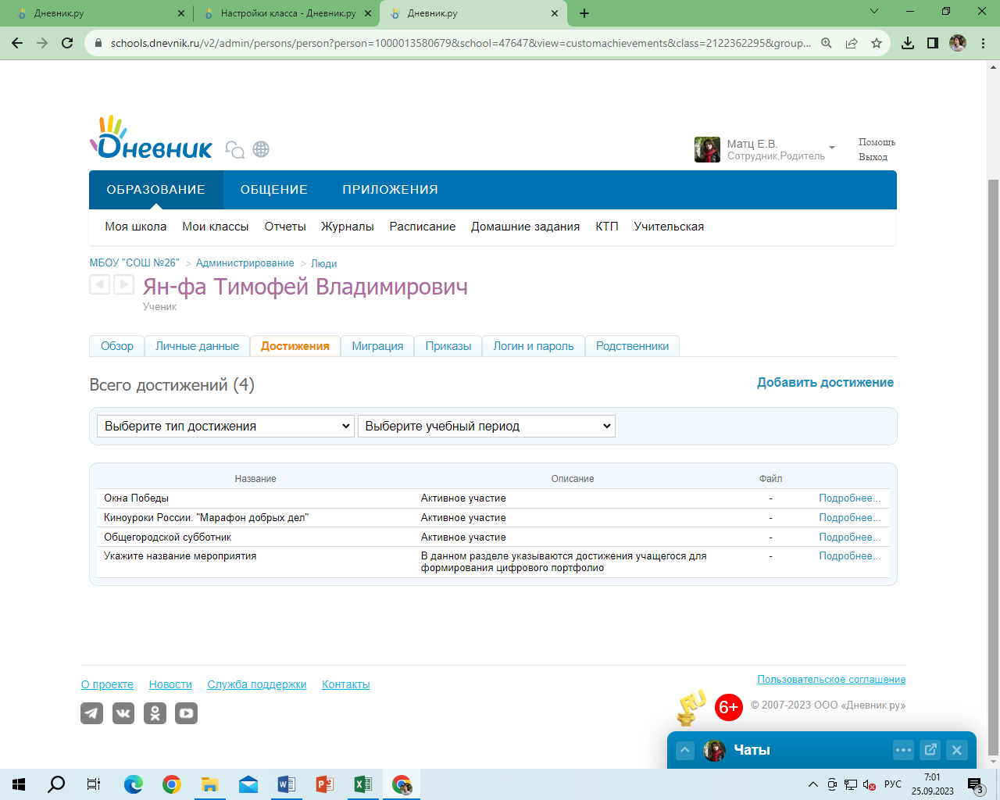 Дневник.ру
Настройки класса - Дневник.ру
Дневник.ру
schools.dnevnik.ru/v2/admin/persons/person?person=1000013580679&school=47647&view=customachievements&class=2122362295&group...
Дневник
Матц Е.В.
Сотрудник,Родитель
Помощь
Выход
ОБРАЗОВАНИЕ ОБЩЕНИЕ ПРИЛОЖЕНИЯ
Моя школа Мои классы Отчеты Журналы Расписание Домашние задания КТП Учительская
МБОУ "СОШ №26" > Администрирование > Люди
Ян-фа Тимофей Владимирович
Ученик
Обзор Личные данные Достижения Миграция Приказы Логин и пароль Родственники
Всего достижений (4) Добавить достижение
Выберите тип достижения Выберите учебный период
Название Описание Файл
Окна Победы Активное участие - Подробнее...
Киноуроки России. "Марафон добрых дел" Активное участие - Подробнее...
Общегородской субботник Активное участие - Подробнее...
Укажите название мероприятия В данном разделе указываются достижения учащегося для - Подробнее...
формирования цифрового портфолио
О проекте Новости Служба поддержки Контакты
Пользовательское соглашение
.RU
6+
© 2007-2023 ООО «Дневник.ру»
Чаты
РУС
7:01
25.09.2023
3